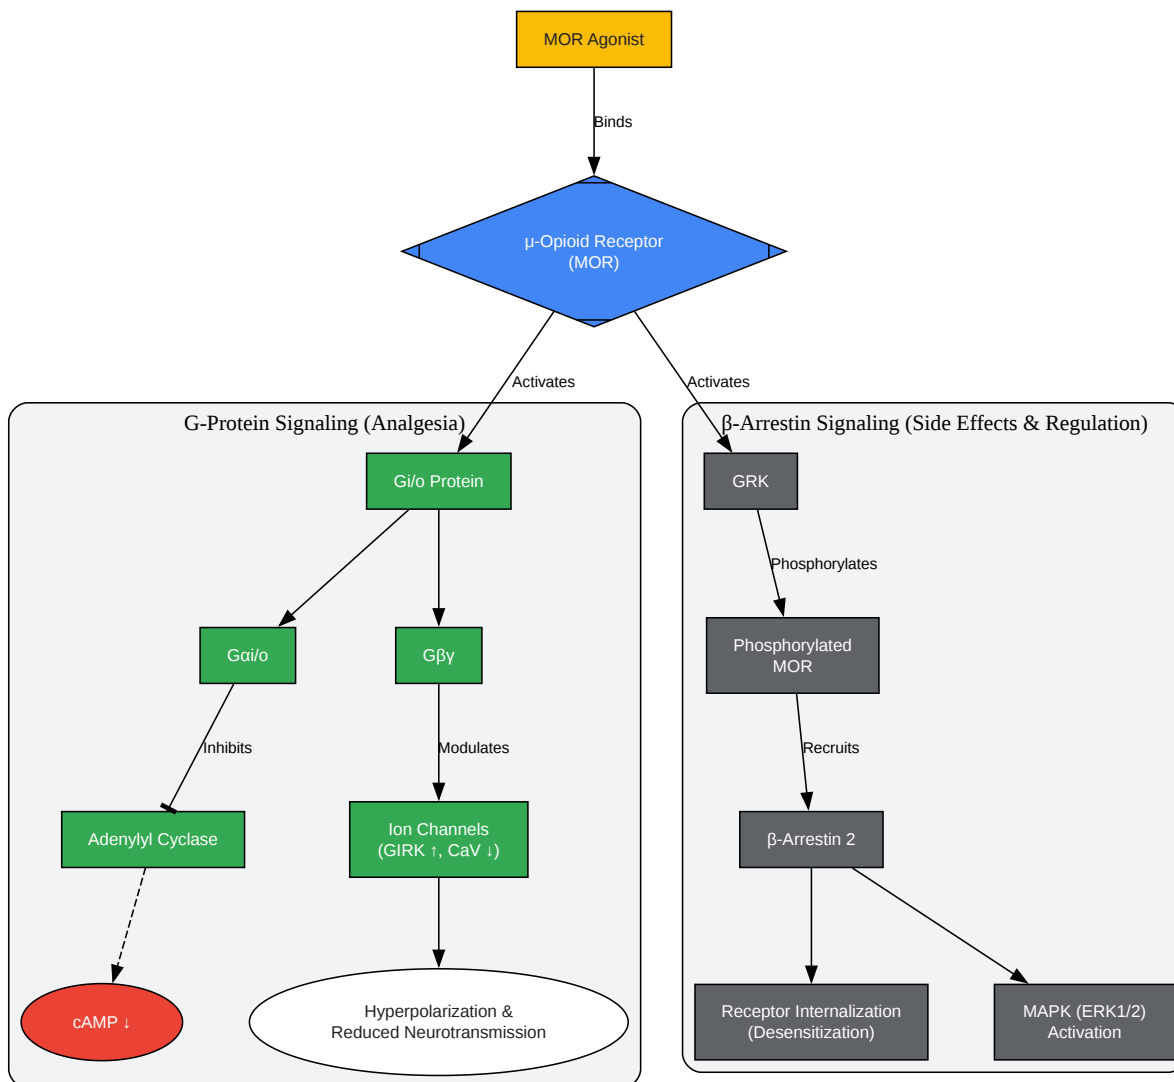 MOR Agonist
Binds
μ-Opioid Receptor
(MOR)
Activates
Activates
G-Protein Signaling (Analgesia)
β-Arrestin Signaling (Side Effects & Regulation)
Gi/o Protein
GRK
Phosphorylates
Gαi/o
Gβγ
Phosphorylated
MOR
Inhibits
Modulates
Recruits
Adenylyl Cyclase
Ion Channels
(GIRK ↑, CaV ↓)
β-Arrestin 2
cAMP ↓
Hyperpolarization &
Reduced Neurotransmission
Receptor Internalization
(Desensitization)
MAPK (ERK1/2)
Activation